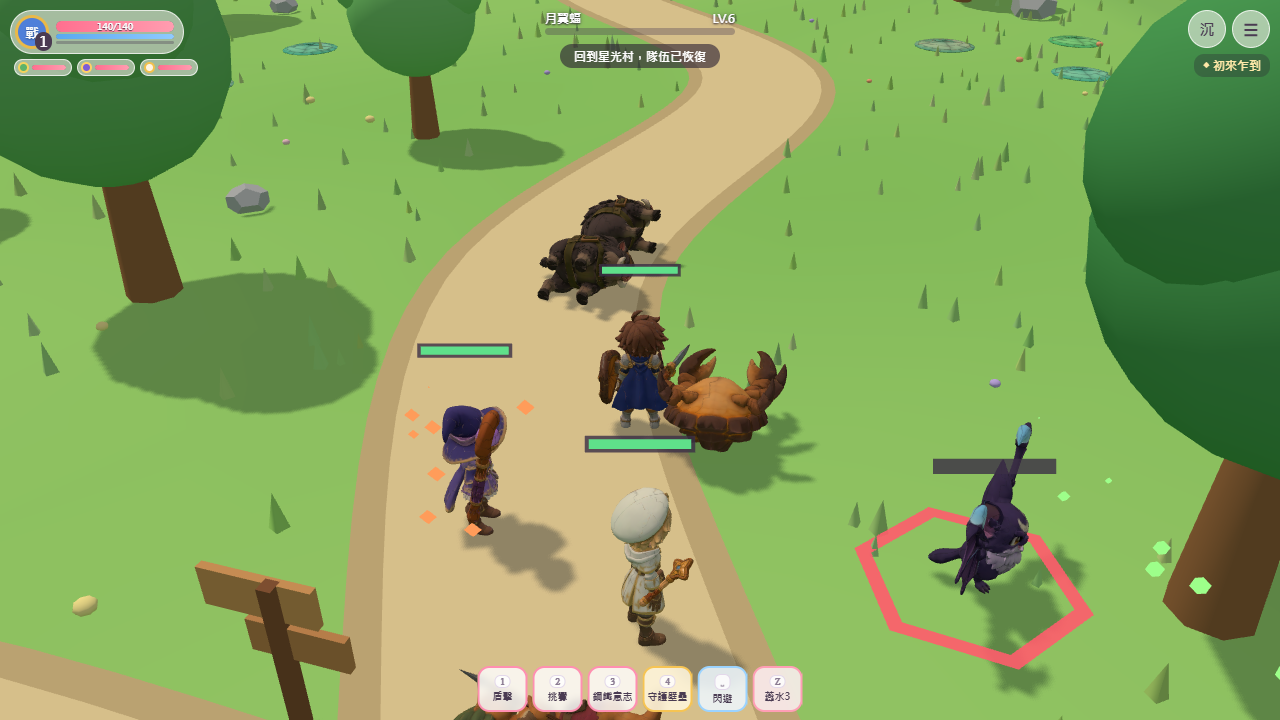 戰
1
140/140
月翼蝠
LV.6
回到星光村，隊伍已恢復
沉
初來乍到
1
盾擊
2
挑釁
3
鋼鐵意志
4
守護壁壘
閃避
Z
藥水3